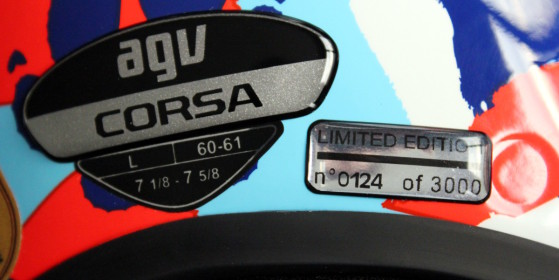 agv
CORSA
L 60-61
7 1/8 - 7 5/8
LIMITED EDITIO
n°0124 of 3000